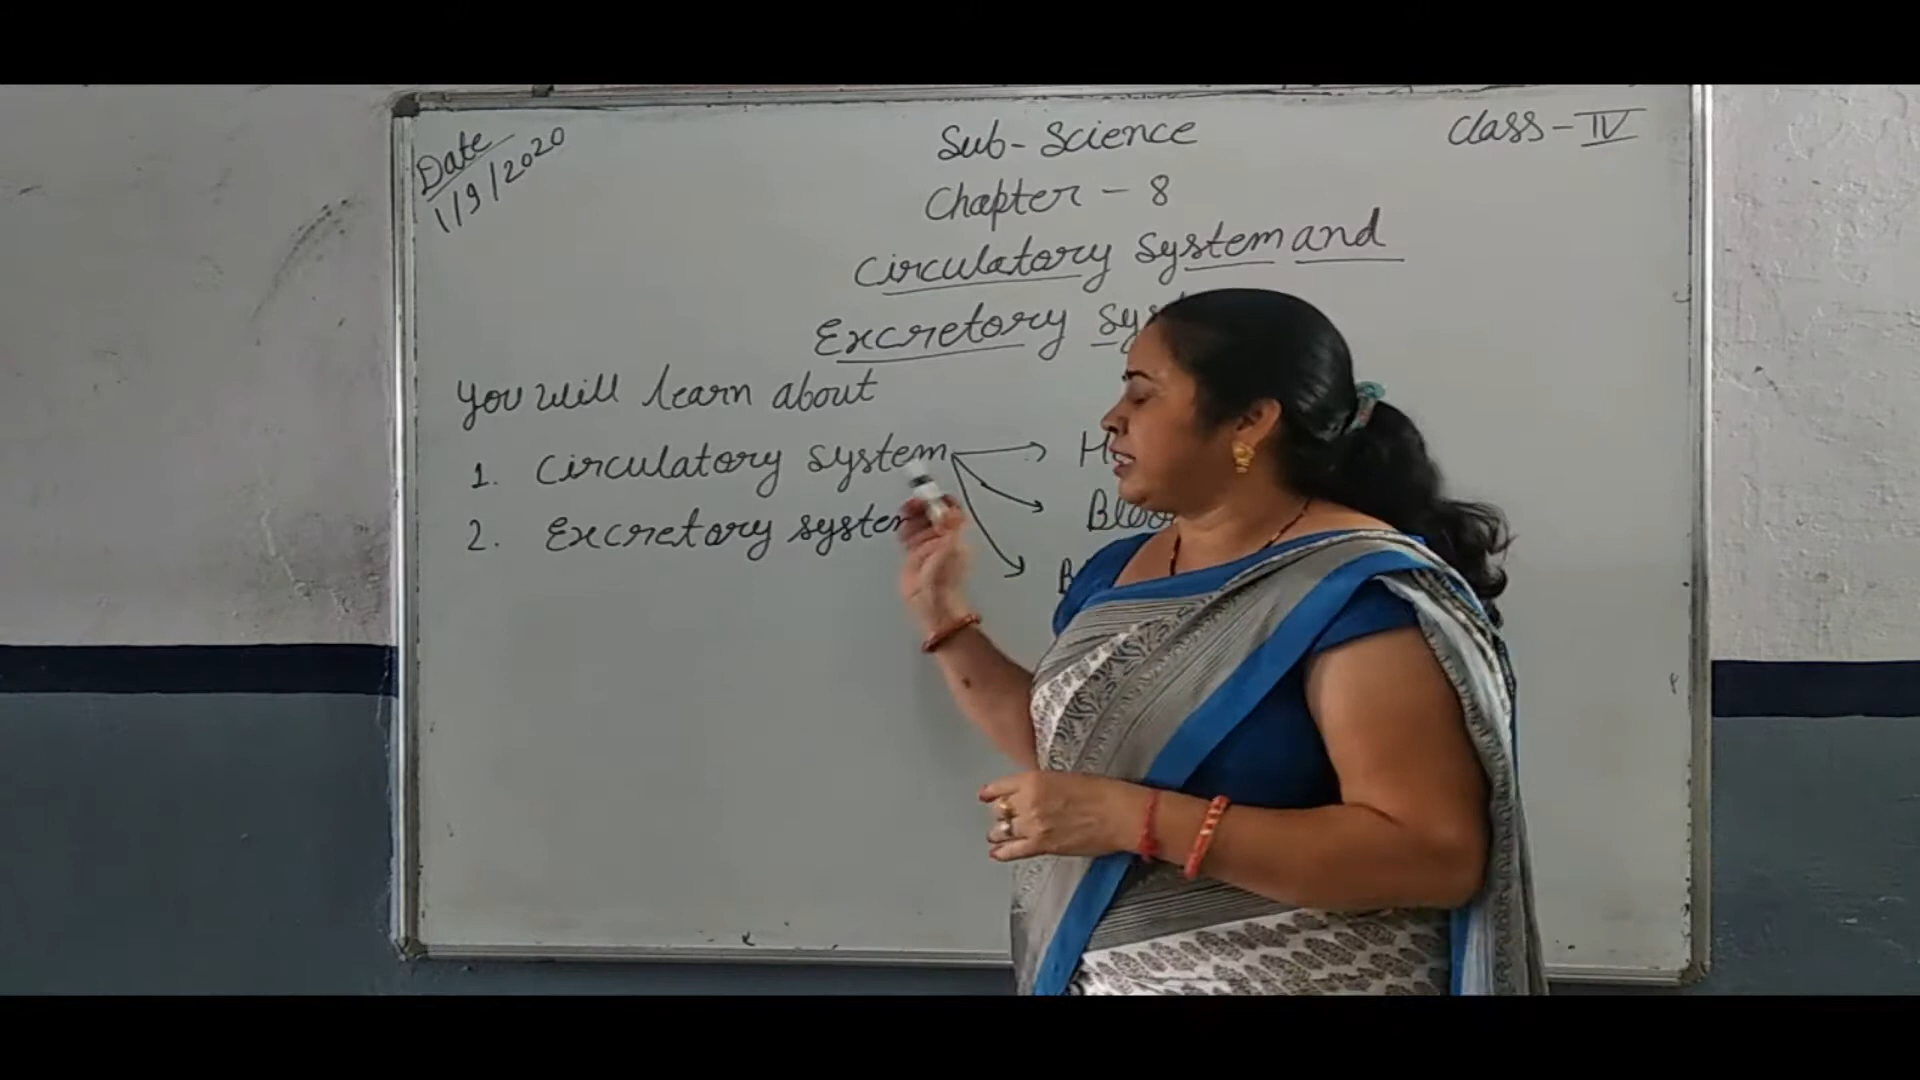 Date
1/9/2020
Sub- Science
Class - IV
Chapter - 8
Circulatory System and
Excretory
You will learn about
1. Circulatory system
2. Excretory system